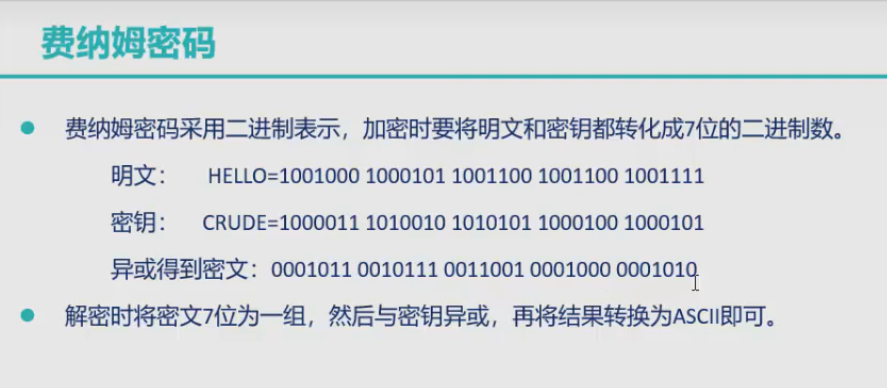 费纳姆密码
费纳姆密码采用二进制表示，加密时要将明文和密钥都转化成7位的二进制数。
明文： HELLO=1001000 1000101 1001100 1001100 1001111
密钥： CRUDE=1000011 1010010 1010101 1000100 1000101
异或得到密文：0001011 0010111 0011001 0001000 0001010
解密时将密文7位为一组，然后与密钥异或，再将结果转换为ASCII即可。